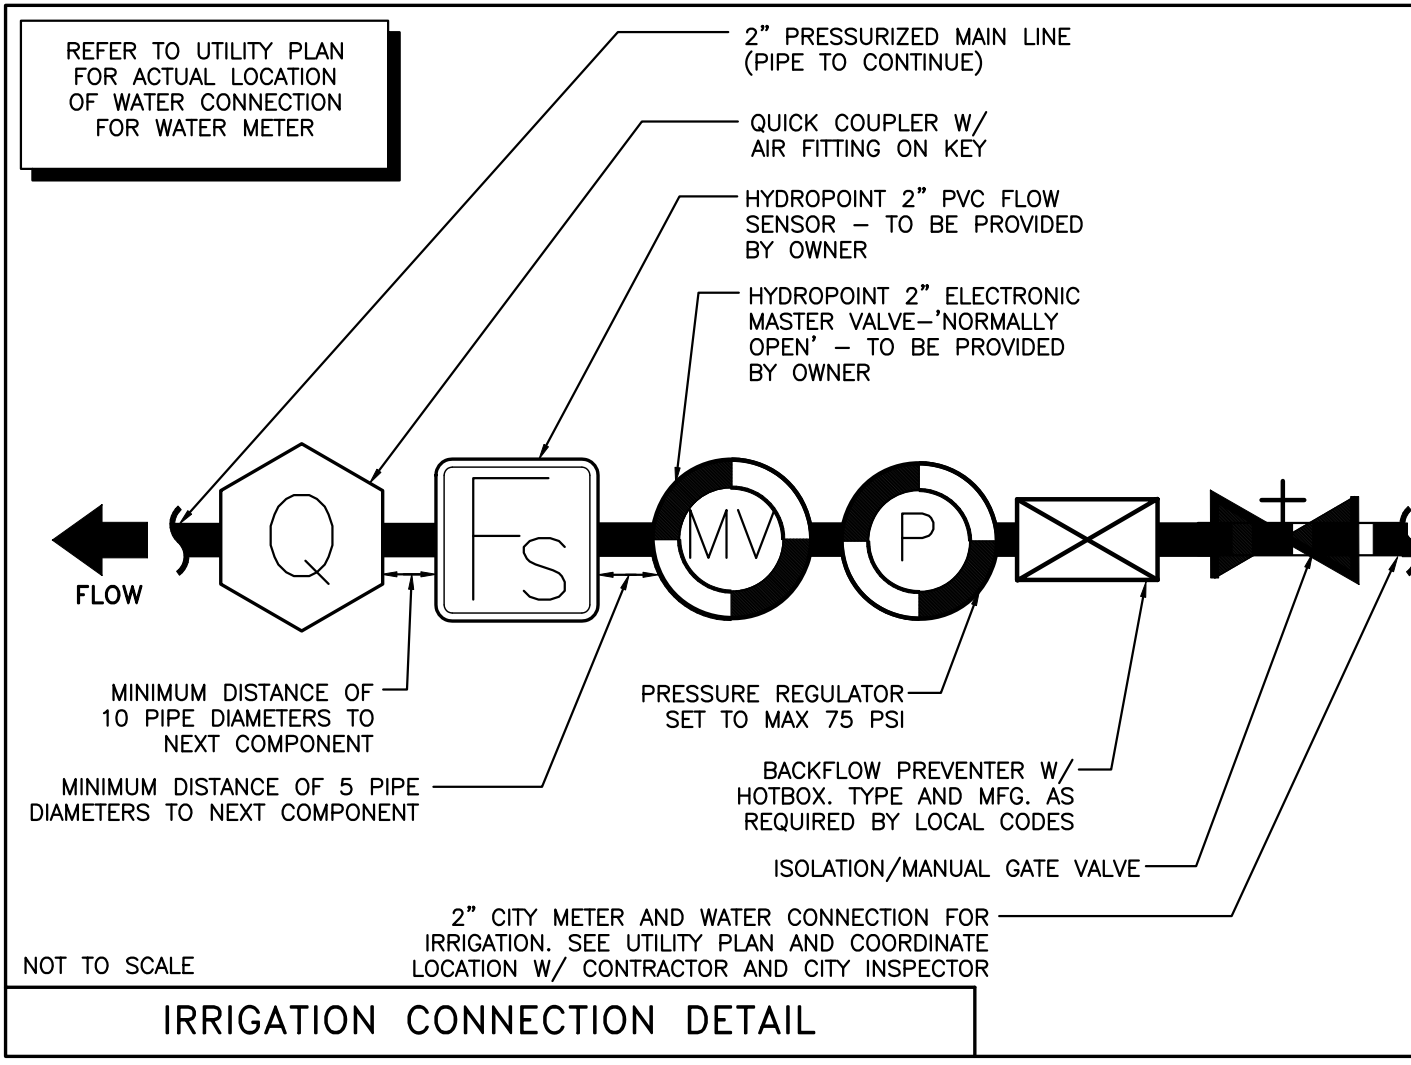 REFER TO UTILITY PLAN
FOR ACTUAL LOCATION
OF WATER CONNECTION
FOR WATER METER
2" PRESSURIZED MAIN LINE
(PIPE TO CONTINUE)
QUICK COUPLER W/
AIR FITTING ON KEY
HYDROPOINT 2" PVC FLOW
SENSOR – TO BE PROVIDED
BY OWNER
HYDROPOINT 2" ELECTRONIC
MASTER VALVE–'NORMALLY
OPEN' – TO BE PROVIDED
BY OWNER
Q
FS
MV
P
FLOW
MINIMUM DISTANCE OF
10 PIPE DIAMETERS TO
NEXT COMPONENT
MINIMUM DISTANCE OF 5 PIPE
DIAMETERS TO NEXT COMPONENT
PRESSURE REGULATOR
SET TO MAX 75 PSI
BACKFLOW PREVENTER W/
HOTBOX. TYPE AND MFG. AS
REQUIRED BY LOCAL CODES
ISOLATION/MANUAL GATE VALVE
2" CITY METER AND WATER CONNECTION FOR
IRRIGATION. SEE UTILITY PLAN AND COORDINATE
LOCATION W/ CONTRACTOR AND CITY INSPECTOR
NOT TO SCALE
IRRIGATION CONNECTION DETAIL